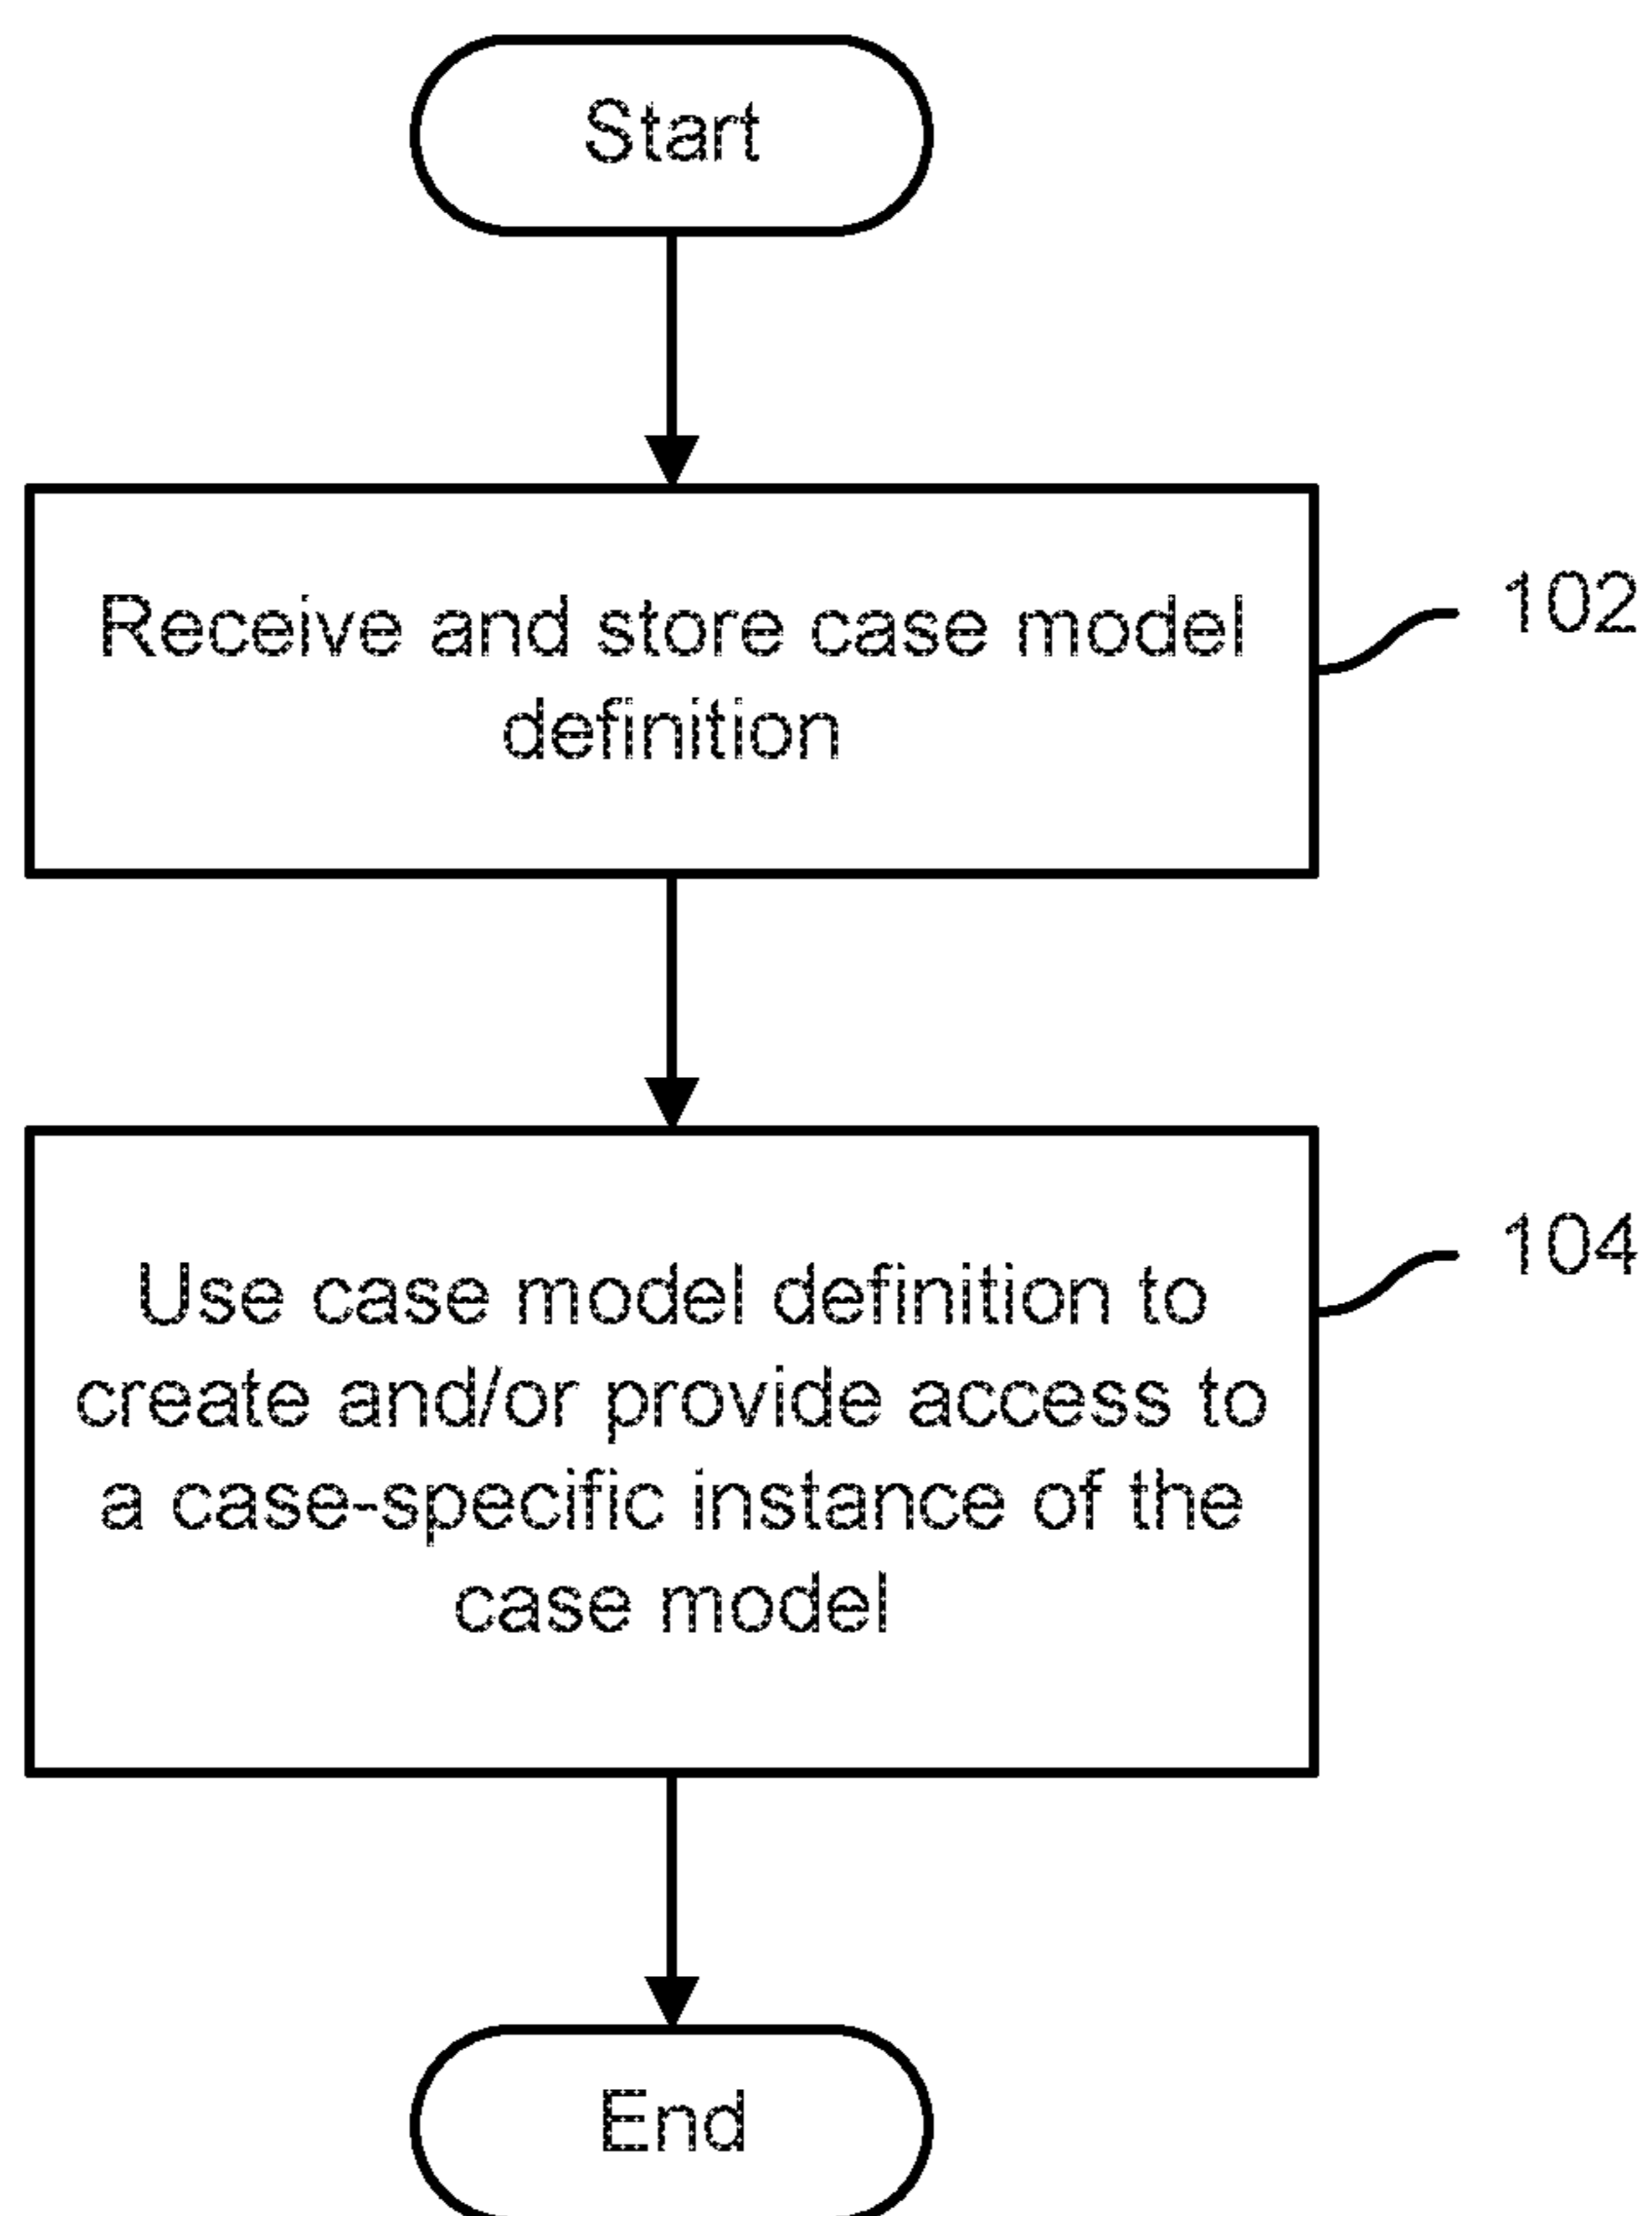 Start
Receive and store case model
definition
102
Use case model definition to
create and/or provide access to
a case-specific instance of the
case model
104
End